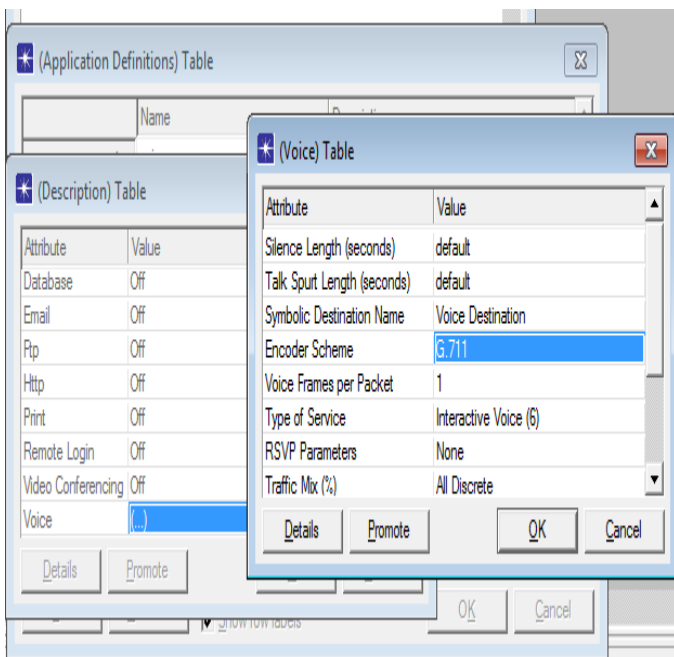 (Application Definitions) Table
Name
(Description) Table
Attribute Value
Database Off
Email Off
Ftp Off
Http Off
Print Off
Remote Login Off
Video Conferencing Off
Voice (...)
Details Promote
Show row labels
OK Cancel
(Voice) Table
Attribute Value
Silence Length (seconds) default
Talk Spurt Length (seconds) default
Symbolic Destination Name Voice Destination
Encoder Scheme G.711
Voice Frames per Packet 1
Type of Service Interactive Voice (6)
RSVP Parameters None
Traffic Mix (%) All Discrete
Details Promote OK Cancel